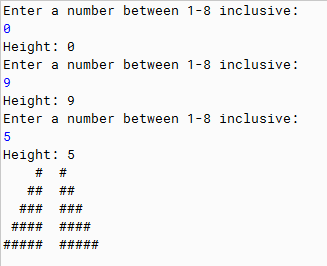 Enter a number between 1-8 inclusive:
0
Height: 0
Enter a number between 1-8 inclusive:
9
Height: 9
Enter a number between 1-8 inclusive:
5
Height: 5
    #  #
   ##  ##
  ###  ###
 ####  ####
#####  #####